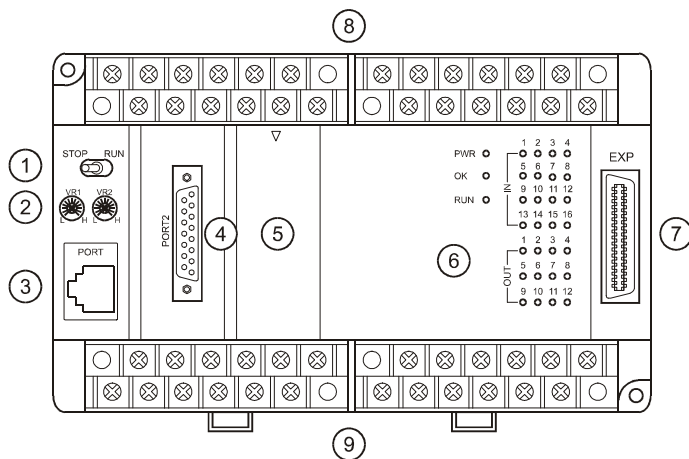 8
1 2 3 4
PWR
EXP
1
STOP RUN
OK
5 6 7 8
IN
2
VR1 VR2
RUN
9 10 11 12
L H L H
13 14 15 16
PORT2
4
5
7
PORT
1 2 3 4
6
3
OUT
5 6 7 8
9 10 11 12
9